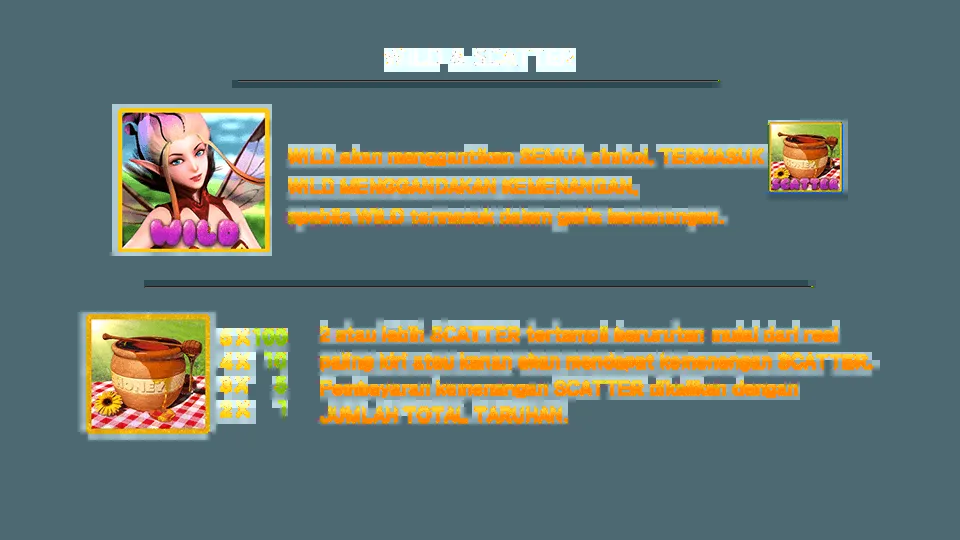 WILD & SCATTER
WILD akan menggantikan SEMUA simbol, TERMASUK
SCATTER
WILD MENGGANDAKAN KEMENANGAN,
apabila WILD termasuk dalam garis kemenangan.
WILD
2 atau lebih SCATTER tertampil berurutan mulai dari reel
paling kiri atau kanan, akan mendapat kemenangan SCATTER.
Pembayaran kemenangan SCATTER dikalikan dengan
JUMLAH TOTAL TARUHAN.
HONEY
5 X 100
4 X 10
3 X
2 X 1